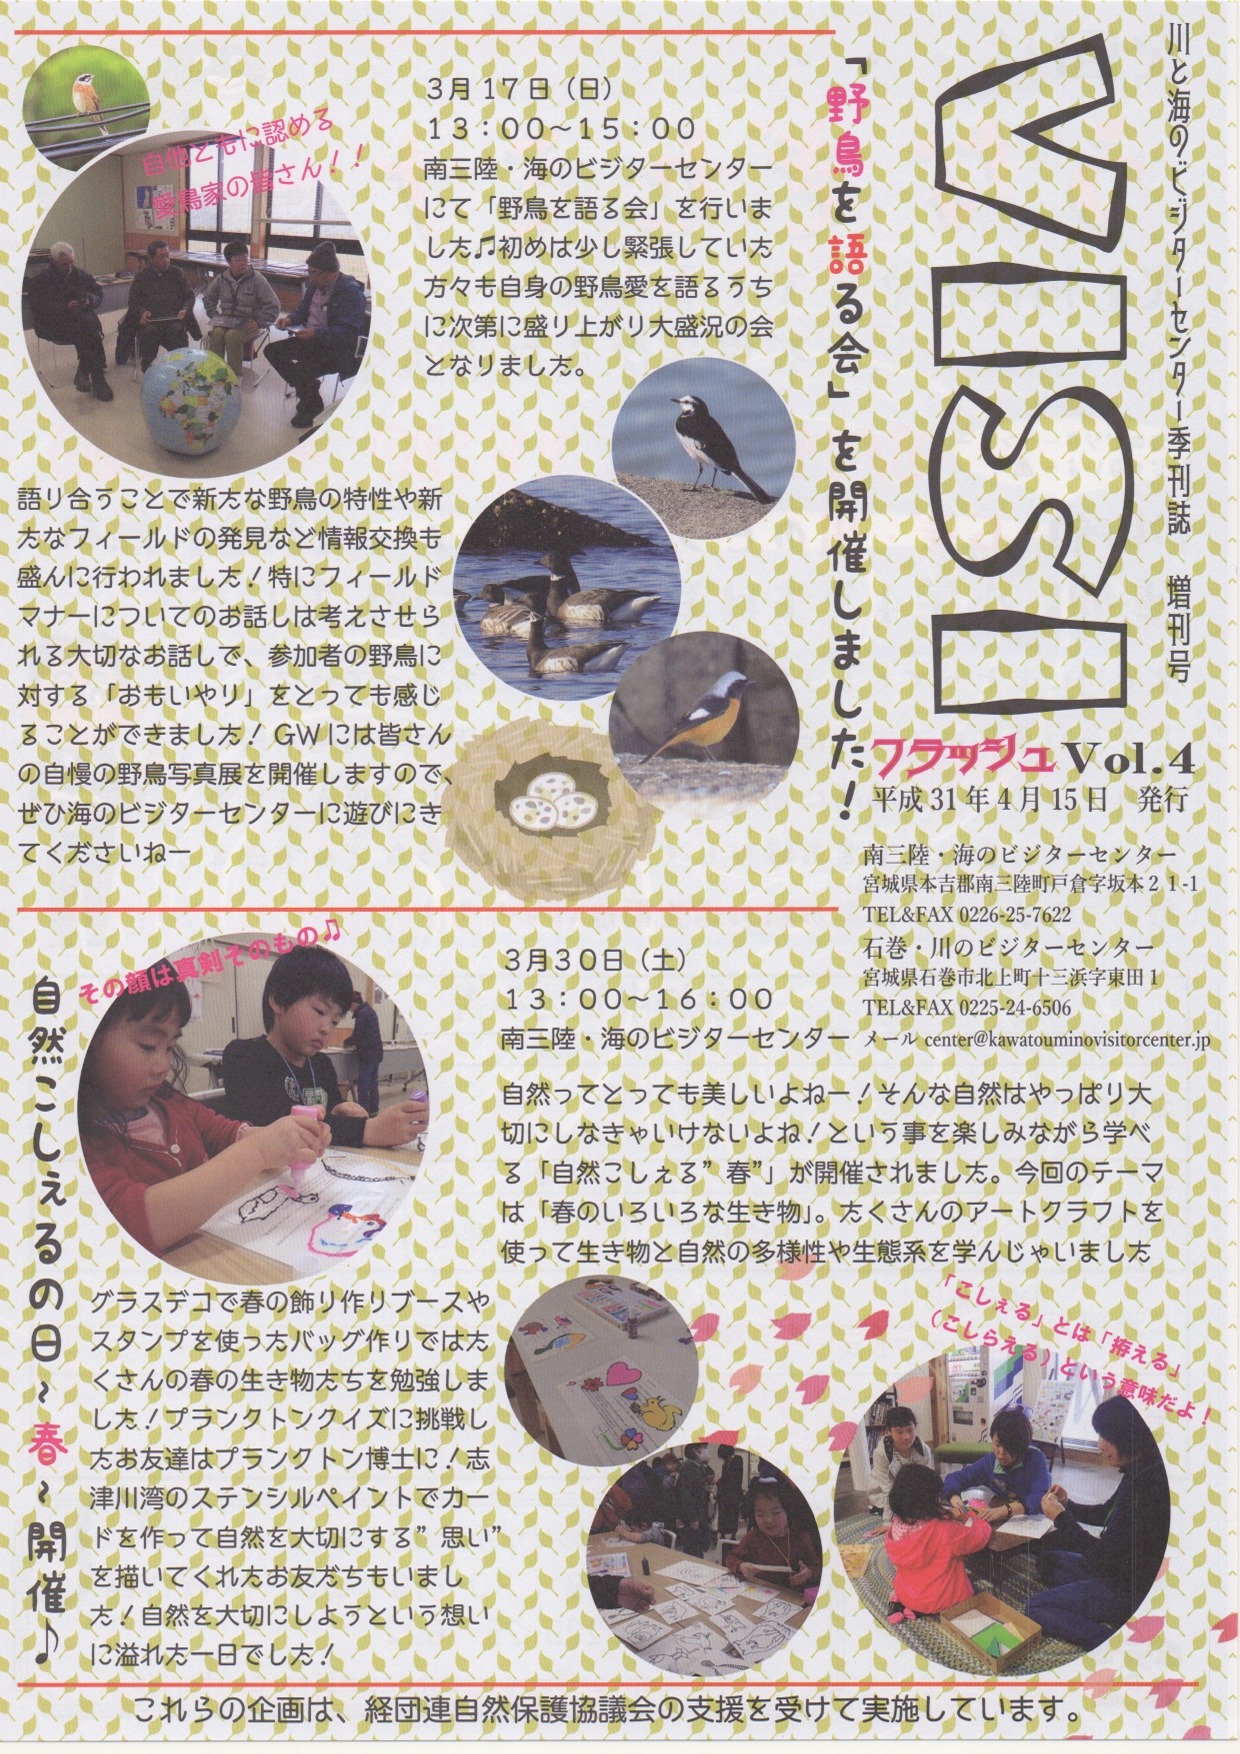 川と海のビジターセンター季刊誌　増刊号
VISI
フラッシュ Vol.4
平成 31 年 4 月 15 日　発行
南三陸・海のビジターセンター
宮城県本吉郡南三陸町戸倉字坂本２１-1
TEL&FAX 0226-25-7622
石巻・川のビジターセンター
宮城県石巻市北上町十三浜字東田１
TEL&FAX 0225-24-6506
メール center@kawatouminovisitorcenter.jp
「野鳥を語る会」を開催しました！
3月 17 日（日）
１３：００～１５：００
南三陸・海のビジターセンター
にて「野鳥を語る会」を行いま
した♫初めは少し緊張していた
方々も自身の野鳥愛を語るうち
に次第に盛り上がり大盛況の会
となりました。
自他ともに認める
愛鳥家の皆さん！！
語り合うことで新たな野鳥の特性や新
たなフィールドの発見など情報交換も
盛んに行われました！特にフィールド
マナーについてのお話しは考えさせら
れる大切なお話しで、参加者の野鳥に
対する「おもいやり」をとっても感じ
ることができました！GWには皆さん
の自慢の野鳥写真展を開催しますので、
ぜひ海のビジターセンターに遊びにき
てくださいねー
自然こしぇるの日～春～開催♪
その顔は真剣そのもの♫
３月３０日（土）
１３：００～１６：００
南三陸・海のビジターセンター
自然ってとっても美しいよねー！そんな自然はやっぱり大
切にしなきゃいけないよね！という事を楽しみながら学べ
る「自然こしぇる”春”」が開催されました。今回のテーマ
は「春のいろいろな生き物」。たくさんのアートクラフトを
使って生き物と自然の多様性や生態系を学んじゃいました
グラスデコで春の飾り作りブースや
スタンプを使ったバッグ作りではた
くさんの春の生き物たちを勉強しま
した！プランクトンクイズに挑戦し
たお友達はプランクトン博士に！志
津川湾のステンシルペイントでカー
ドを作って自然を大切にする”思い”
を描いてくれたお友だちもいまし
た！自然を大切にしようという想い
に溢れた一日でした！
「こしぇる」とは「拵える」
（こしらえる）という意味だよ！
これらの企画は、経団連自然保護協議会の支援を受けて実施しています。